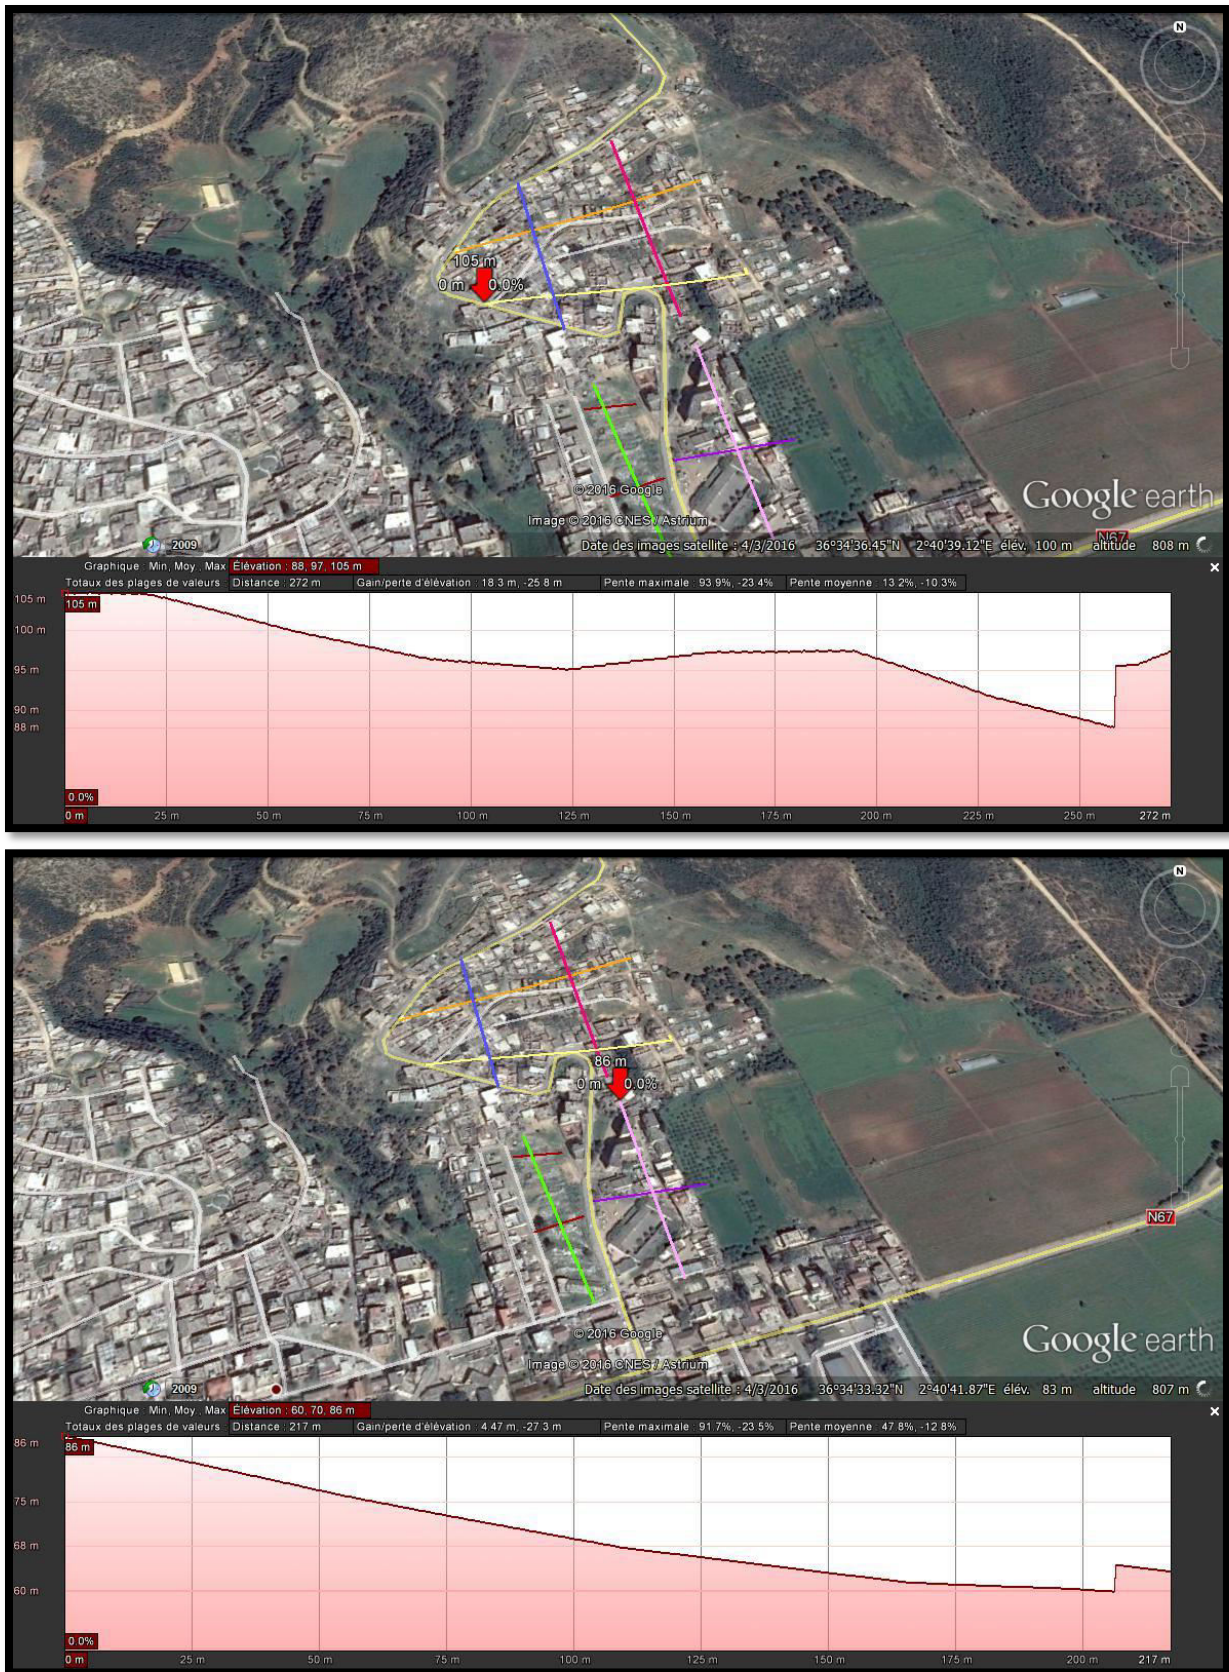 N
105 m
0 m 0.0%
© 2016 Google
Google earth
Image © 2016 CNES / Astrium
N67
2009
Date des images satellite : 4/3/2016 36°34'36.45"N 2°40'39.12"E élév. 100 m altitude 808 m
Graphique : Min, Moy , Max Élévation : 88, 97, 105 m
Totaux des plages de valeurs Distance : 272 m Gain/perte d'élévation : 18.3 m, -25.8 m Pente maximale : 93.9%, -23.4% Pente moyenne : 13.2%, -10.3%
105 m
105 m
100 m
95 m
90 m
88 m
0.0%
0 m 25 m 50 m 75 m 100 m 125 m 150 m 175 m 200 m 225 m 250 m 272 m
N
86 m
0 m 0.0%
N67
© 2016 Google
Google earth
Image © 2016 CNES / Astrium
2009
Date des images satellite : 4/3/2016 36°34'33.32"N 2°40'41.87"E élév. 83 m altitude 807 m
Graphique : Min, Moy , Max Élévation : 60, 70, 86 m
Totaux des plages de valeurs Distance : 217 m Gain/perte d'élévation : 4.47 m, -27.3 m Pente maximale : 91.7%, -23.5% Pente moyenne : 47.8%, -12.8%
86 m
86 m
75 m
68 m
60 m
0.0%
0 m 25 m 50 m 75 m 100 m 125 m 150 m 175 m 200 m 217 m